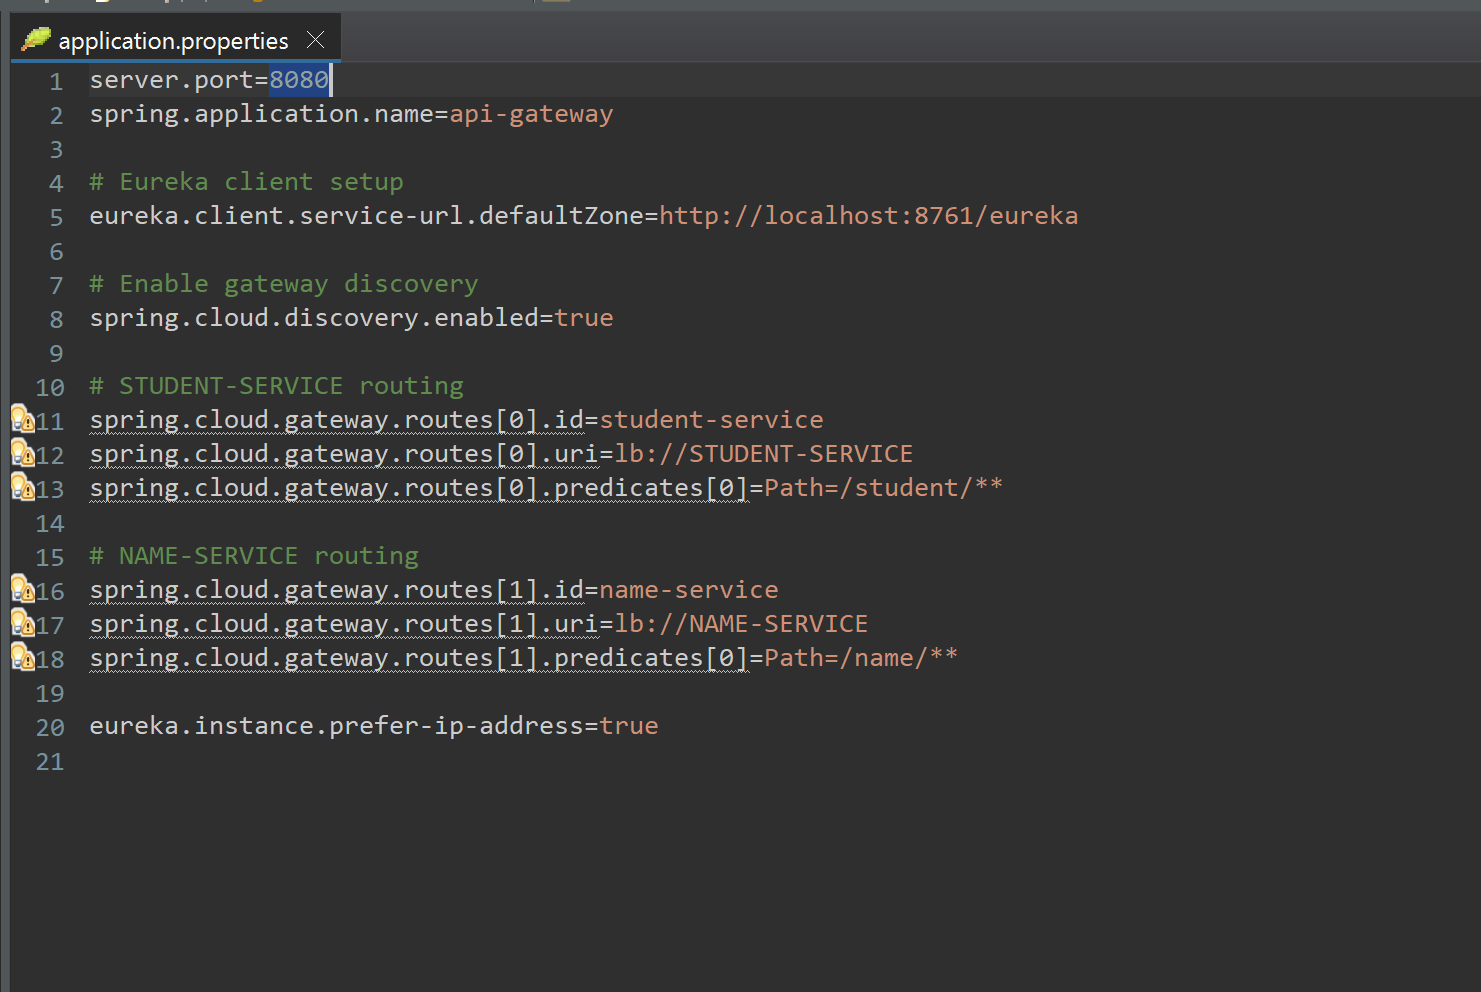 application.properties
1 server.port=8080
2 spring.application.name=api-gateway
3
4 # Eureka client setup
5 eureka.client.service-url.defaultZone=http://localhost:8761/eureka
6
7 # Enable gateway discovery
8 spring.cloud.discovery.enabled=true
9
10 # STUDENT-SERVICE routing
11 spring.cloud.gateway.routes[0].id=student-service
12 spring.cloud.gateway.routes[0].uri=lb://STUDENT-SERVICE
13 spring.cloud.gateway.routes[0].predicates[0]=Path=/student/**
14
15 # NAME-SERVICE routing
16 spring.cloud.gateway.routes[1].id=name-service
17 spring.cloud.gateway.routes[1].uri=lb://NAME-SERVICE
18 spring.cloud.gateway.routes[1].predicates[0]=Path=/name/**
19
20 eureka.instance.prefer-ip-address=true
21